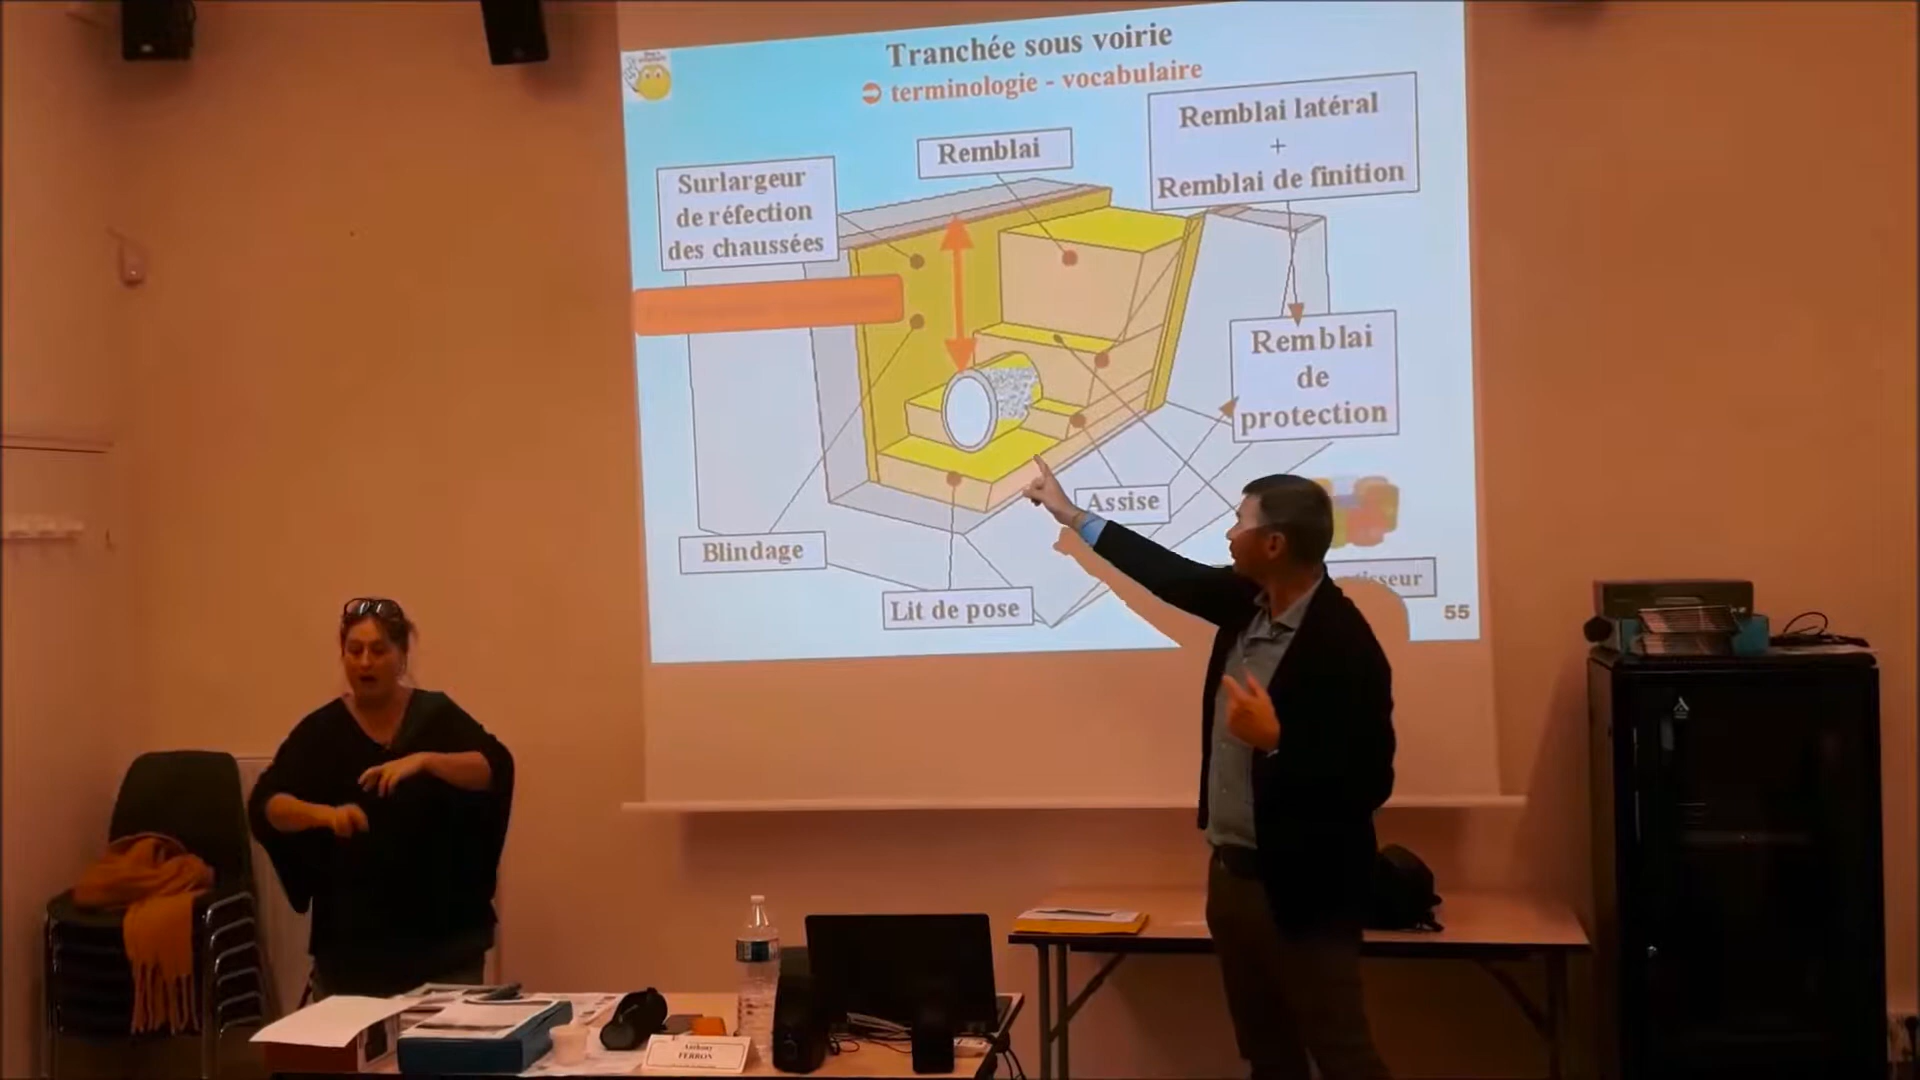 Tranchée sous voirie
terminologie - vocabulaire
Remblai latéral
+
Remblai de finition
Remblai
Surlargeur
de réfection
des chaussées
Remblai
de
protection
Assise
Blindage
Lit de pose
55
Anthony
FERRON